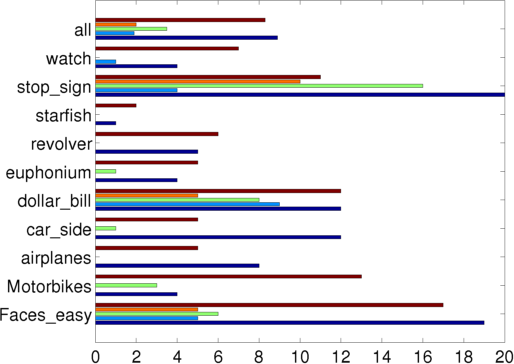 all
watch
stop_sign
starfish
revolver
euphonium
dollar_bill
car_side
airplanes
Motorbikes
Faces_easy
0 2 4 6 8 10 12 14 16 18 20